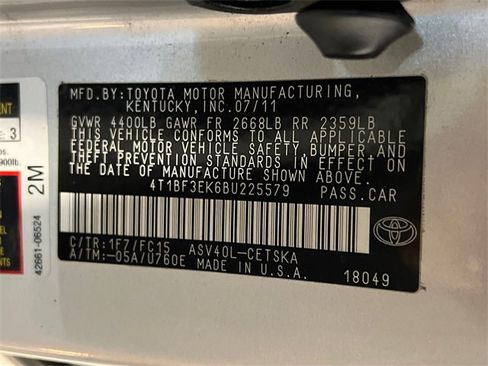 MFD.BY:TOYOTA MOTOR MANUFACTURING,
KENTUCKY,INC.07/11
GVWR 4400LB GAWR FR 2668LB RR 2359LB
THIS VEHICLE CONFORMS TO ALL APPLICABLE
FEDERAL MOTOR VEHICLE SAFETY,BUMPER,AND
THEFT PREVENTION STANDARDS IN EFFECT ON
THE DATE OF MANUFACTURE SHOWN ABOVE.
4T1BF3EK6BU225579 PASS.CAR
C/TR:1F7/FC15 ASV40L-CETSKA
A/TM:-05A/U760E MADE IN U.S.A.
18049
42661-06524
2M
3
900lb.